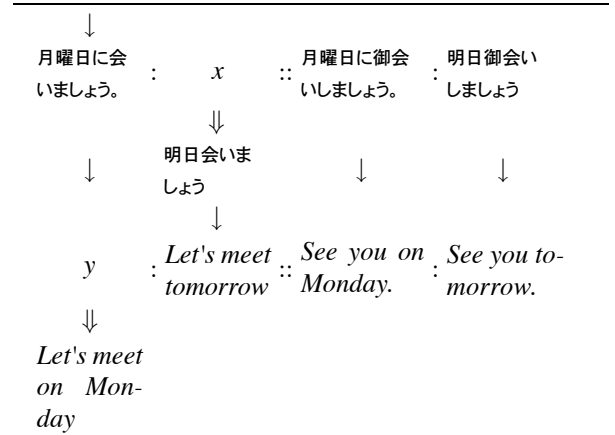 ↓
月曜日に会 : x :: 月曜日に御会 : 明日御会い
いましょう。 いしましょう。 しましょう
⇓
↓ 明日会いま ↓ ↓
しょう
↓
y : Let's meet :: See you on : See you to-
tomorrow Monday. morrow.
⇓
Let's meet
on Mon-
day